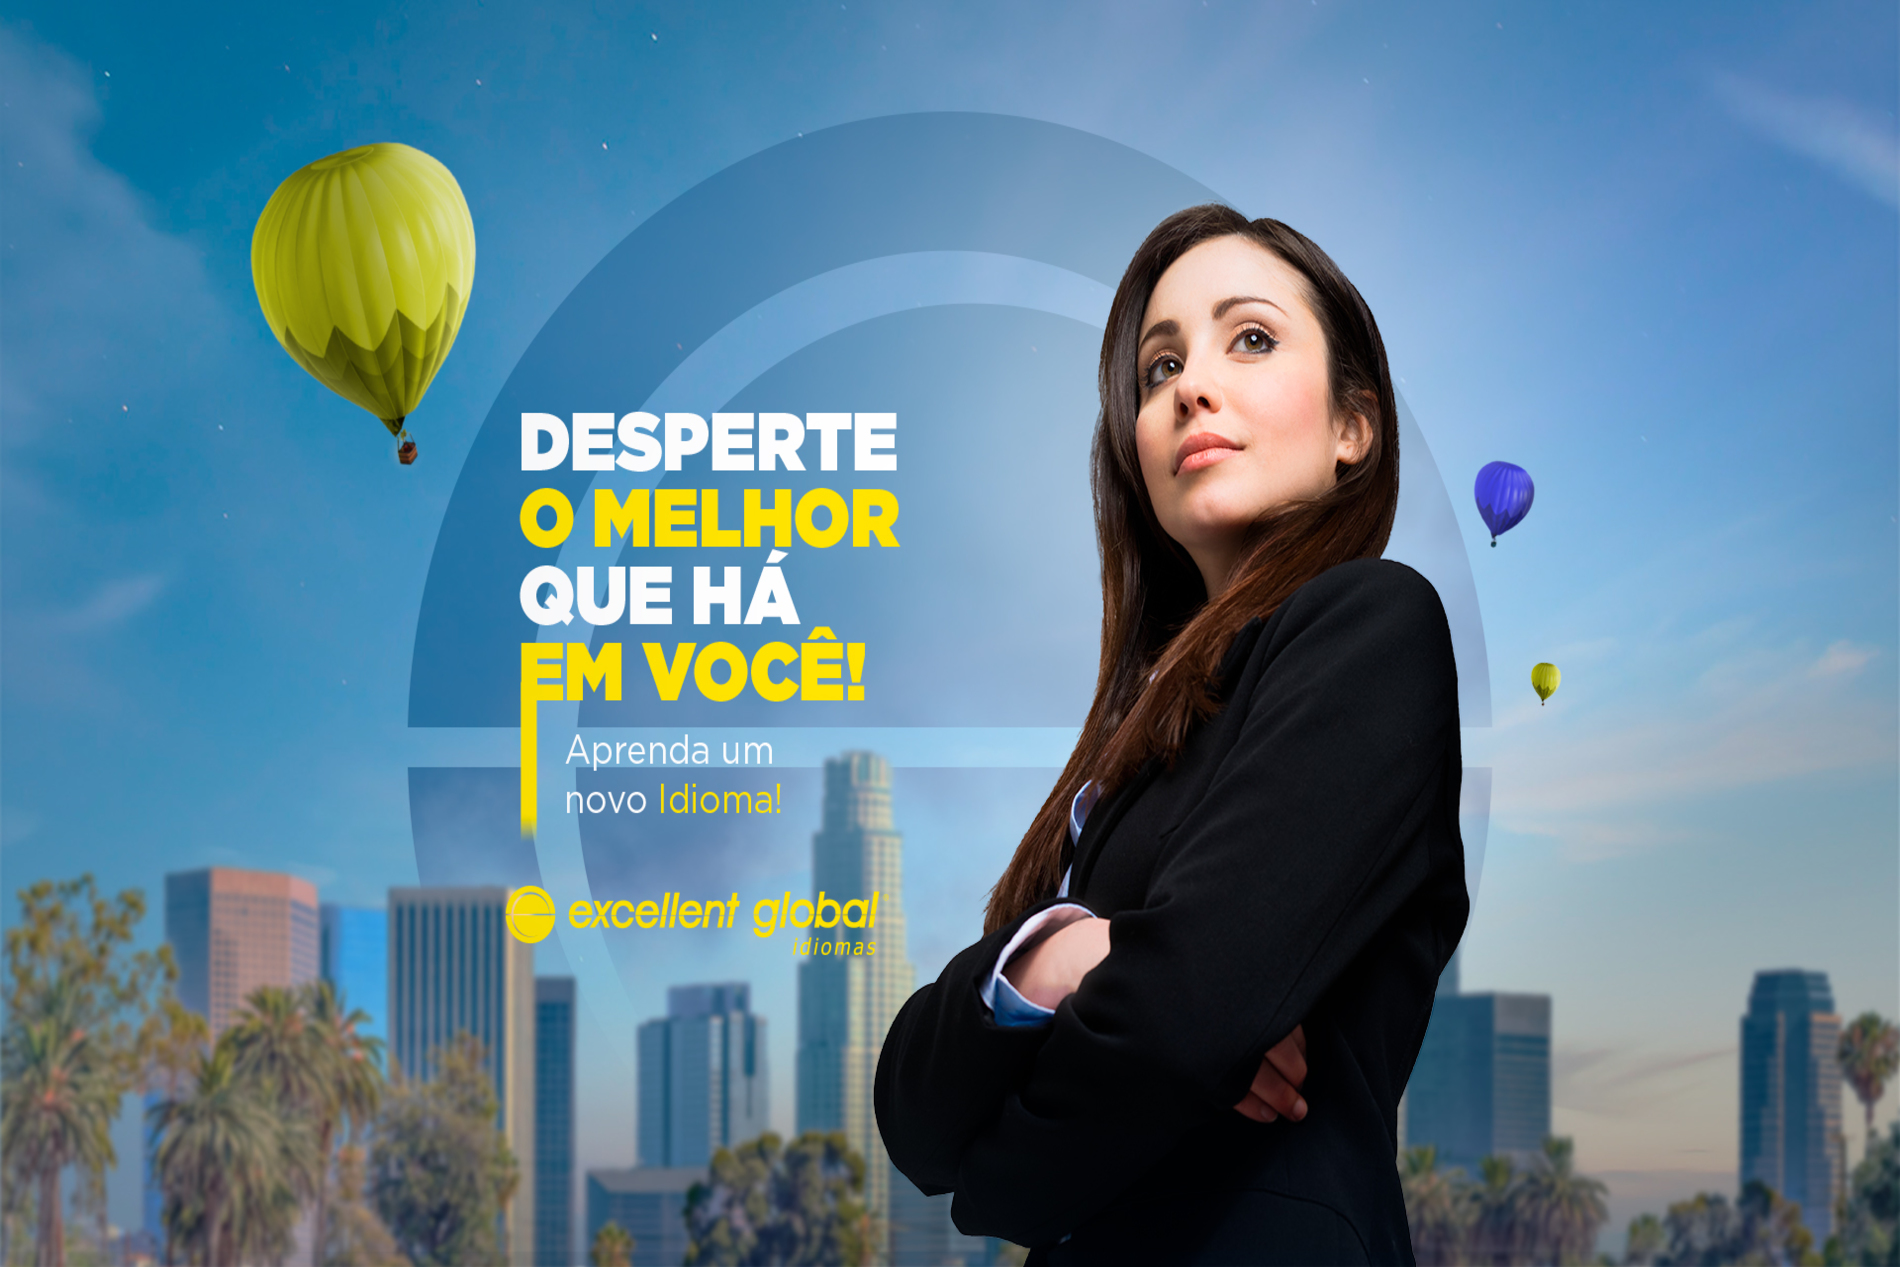 DESPERTE
O MELHOR
QUE HÁ
EM VOCÊ!
Aprenda um
novo Idioma!
excellent global
idiomas